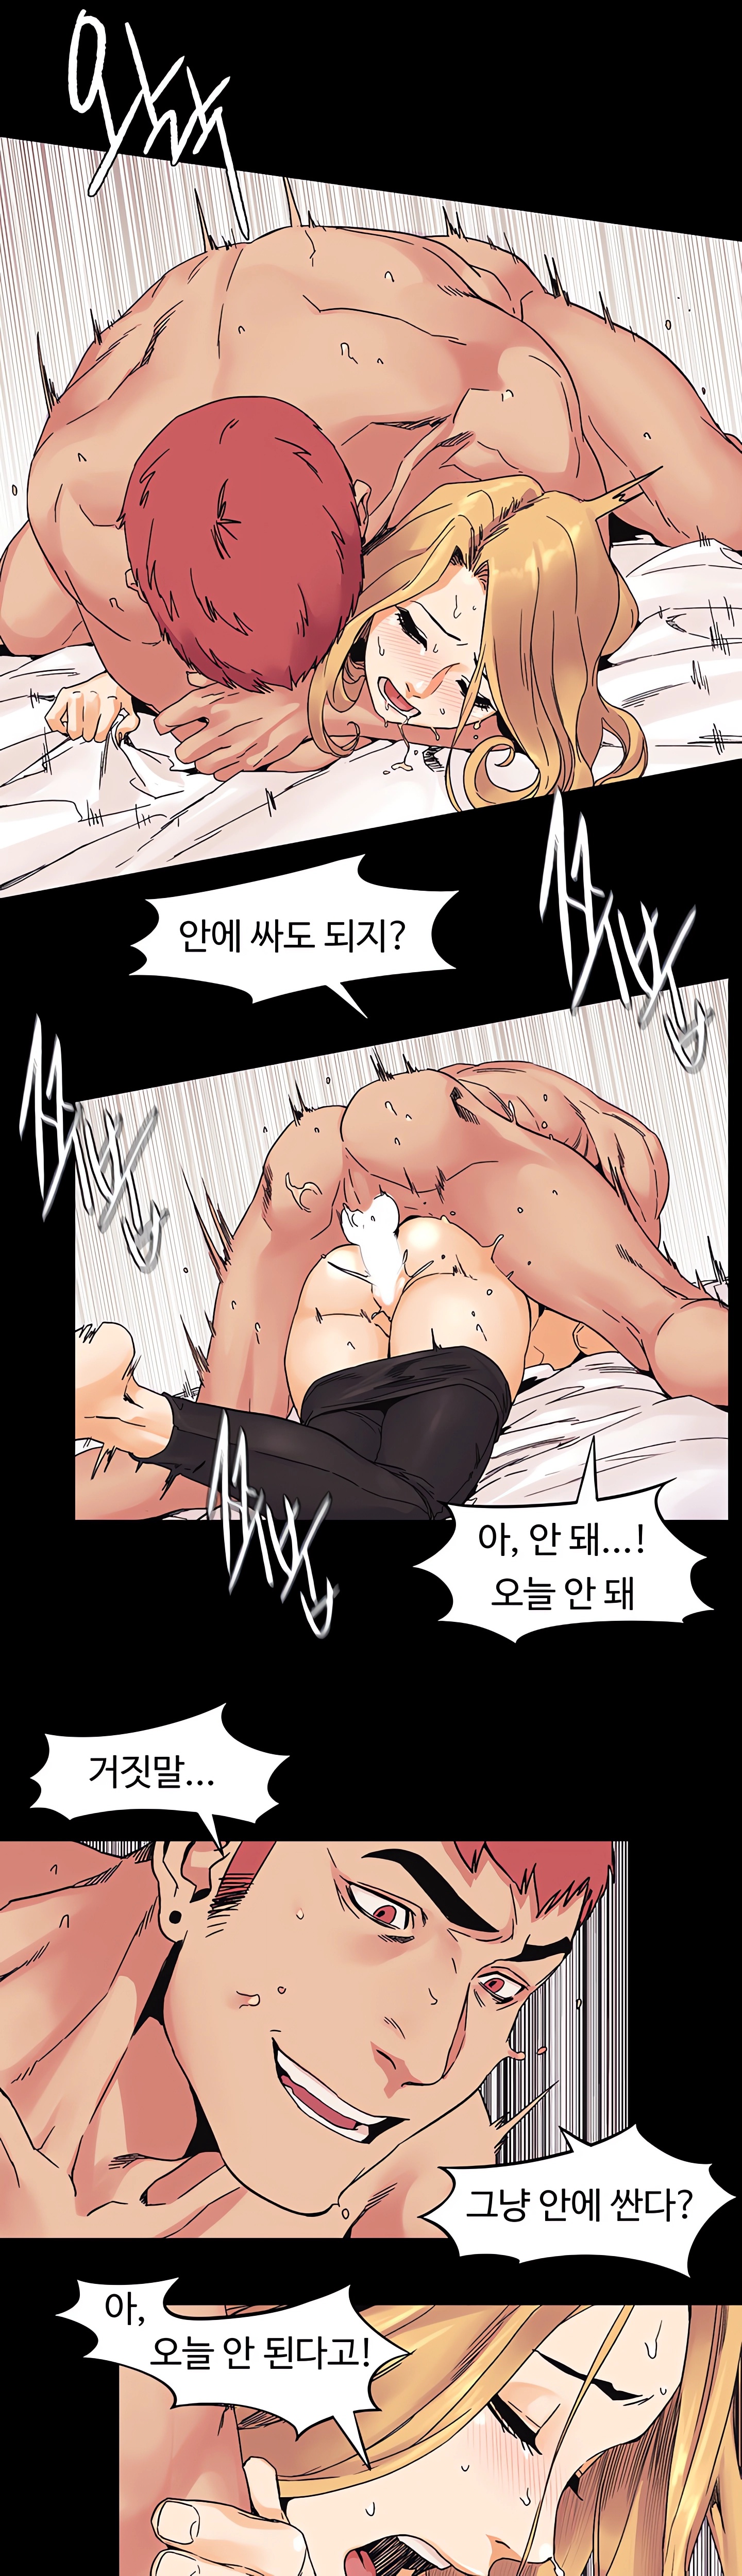 안에 싸도 되지?
아, 안 돼...!
오늘 안 돼
거짓말...
그냥 안에 싼다?
아,
오늘 안 된다고!